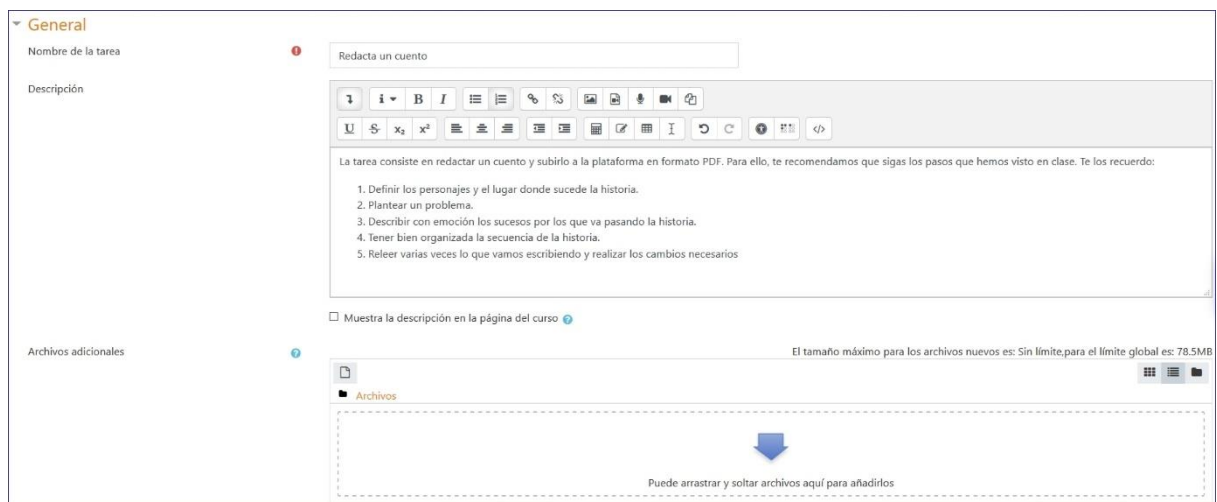 General
Nombre de la tarea
Redacta un cuento
Descripción
La tarea consiste en redactar un cuento y subirlo a la plataforma en formato PDF. Para ello, te recomendamos que sigas los pasos que hemos visto en clase. Te los recuerdo:
1. Definir los personajes y el lugar donde sucede la historia.
2. Plantear un problema.
3. Describir con emoción los sucesos por los que va pasando la historia.
4. Tener bien organizada la secuencia de la historia.
5. Releer varias veces lo que vamos escribiendo y realizar los cambios necesarios
Muestra la descripción en la página del curso
Archivos adicionales
El tamaño máximo para los archivos nuevos es: Sin límite,para el límite global es: 78.5MB
Archivos
Puede arrastrar y soltar archivos aquí para añadirlos